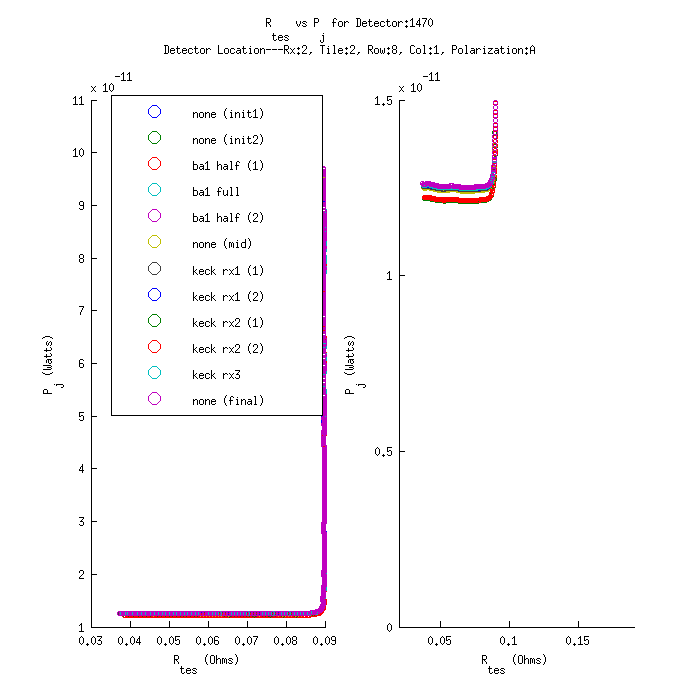 R    vs P  for Detector:1470
tes    j
Detector Location---Rx:2, Tile:2, Row:8, Col:1, Polarization:A
x 10 -11
x 10 -11
11
10
9
8
7
6
5
4
3
2
1
P j (Watts)
none (init1)
none (init2)
ba1 half (1)
ba1 full
ba1 half (2)
none (mid)
keck rx1 (1)
keck rx1 (2)
keck rx2 (1)
keck rx2 (2)
keck rx3
none (final)
0.03 0.04 0.05 0.06 0.07 0.08 0.09
R tes (Ohms)
1.5
1
0.5
0
P j (Watts)
0.05 0.1 0.15
R tes (Ohms)